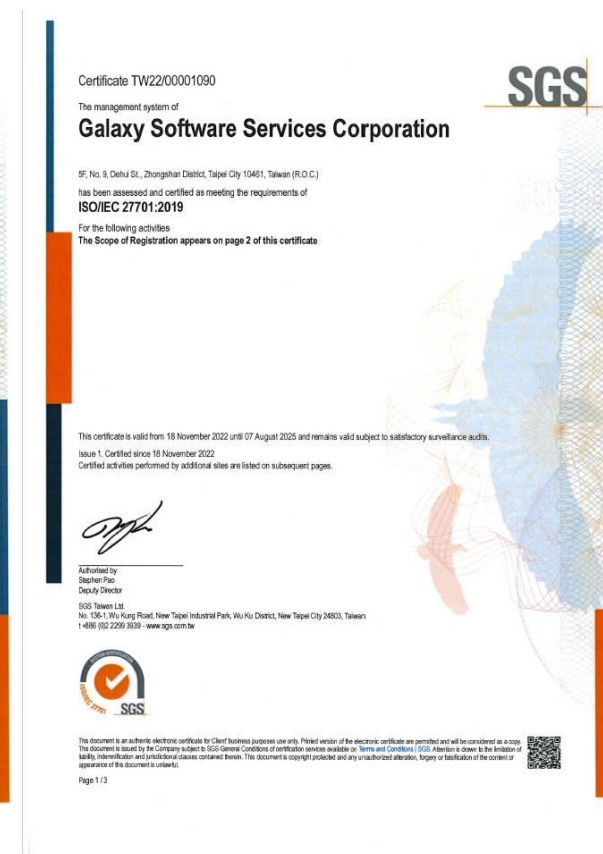 SGS
Certificate TW22/00001090
The management system of
Galaxy Software Services Corporation
5F, No. 9, Dehui St., Zhongshan District, Taipei City 10461, Taiwan (R.O.C.)
has been assessed and certified as meeting the requirements of
ISO/IEC 27701:2019
For the following activities
The Scope of Registration appears on page 2 of this certificate
This certificate is valid from 18 November 2022 until 07 August 2025 and remains valid subject to satisfactory surveillance audits.
Issue 1. Certified since 18 November 2022
Certified activities performed by additional sites are listed on subsequent pages.
Authorised by
Stephen Pao
Deputy Director
SGS Taiwan Ltd.
No. 136-1, Wu Kung Road, New Taipei Industrial Park, Wu Ku District, New Taipei City 24803, Taiwan
t +886 (0)2 2299 3939 - www.sgs.com.tw
SYSTEM CERTIFICATION
ISO/IEC 27701
SGS
This document is an authentic electronic certificate for Client' business purposes use only. Printed version of the electronic certificate are permitted and will be considered as a copy.
This document is issued by the Company subject to SGS General Conditions of certification services available on Terms and Conditions | SGS. Attention is drawn to the limitation of
liability, indemnification and jurisdictional clauses contained therein. This document is copyright protected and any unauthorized alteration, forgery or falsification of the content or
appearance of this document is unlawful.
Page 1 / 3